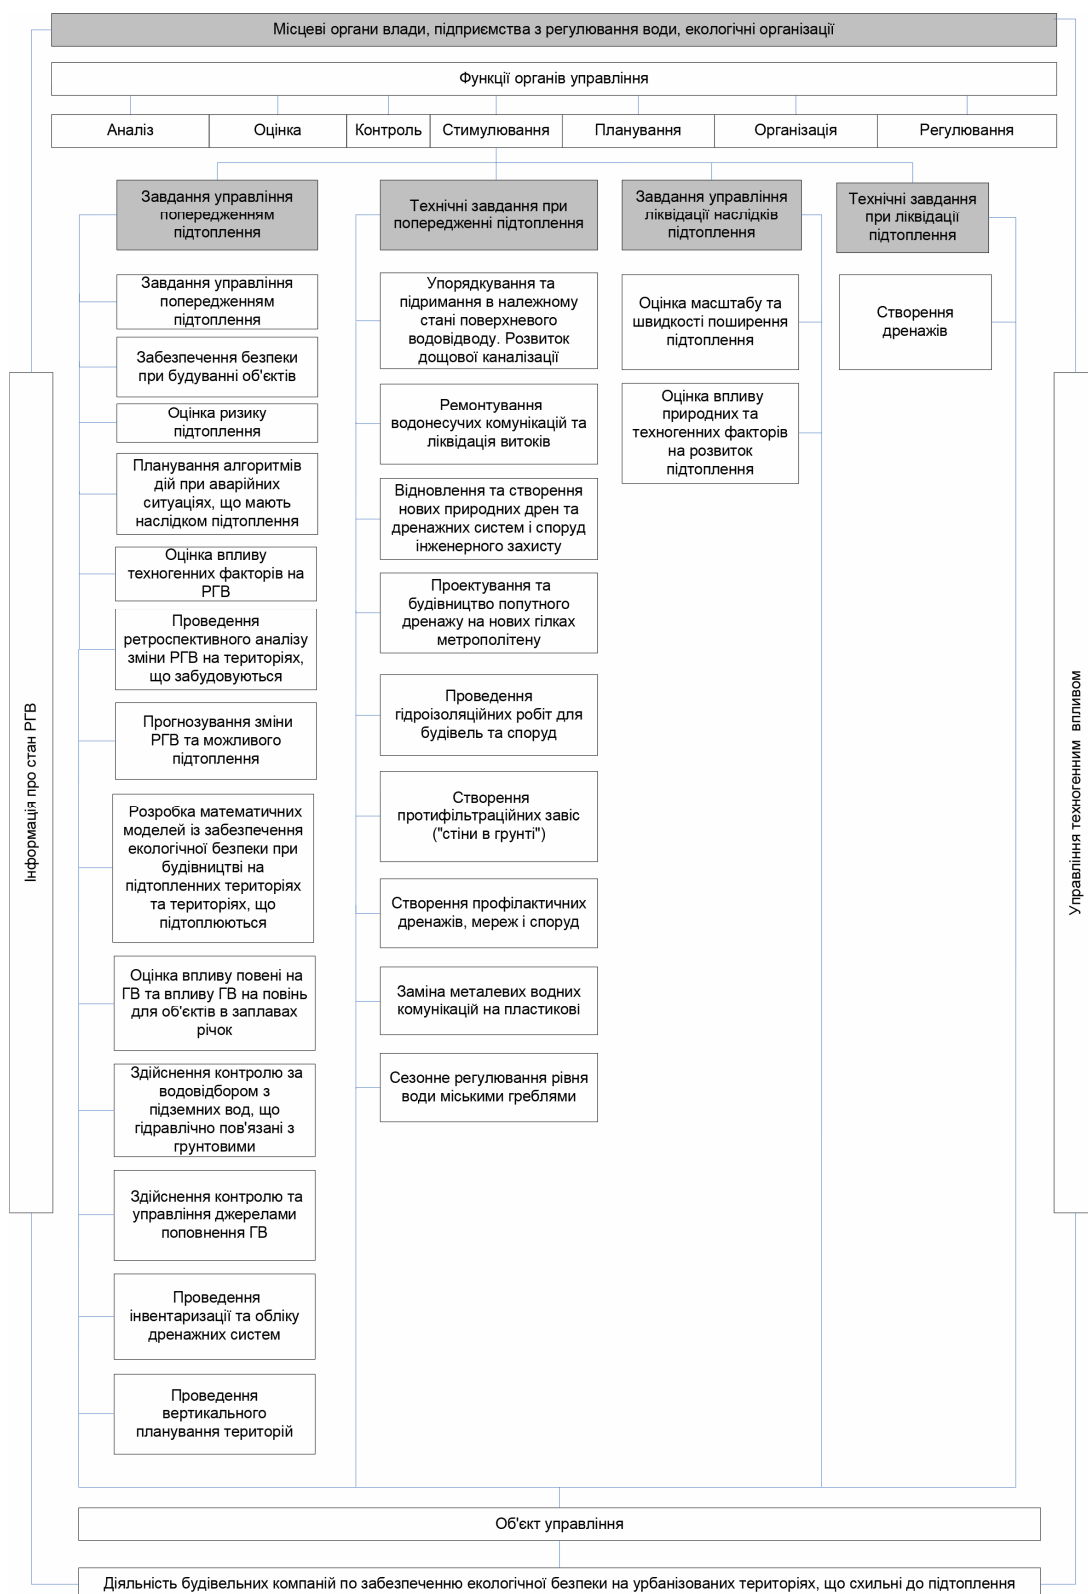 Місцеві органи влади, підприємства з регулювання води, екологічні організації
Функції органів управління
Аналіз
Оцінка
Контроль
Стимулювання
Планування
Організація
Регулювання
Завдання управління
попередженням
підтоплення
Технічні завдання при
попередженні підтоплення
Завдання управління
ліквідації наслідків
підтоплення
Технічні завдання
при ліквідації
підтоплення
Завдання управління
попередженням
підтоплення
Забезпечення безпеки
при будуванні об'єктів
Оцінка ризику
підтоплення
Планування алгоритмів
дій при аварійних
ситуаціях, що мають
наслідком підтоплення
Оцінка впливу
техногенних факторів на
РГВ
Проведення
ретроспективного аналізу
зміни РГВ на територіях,
що забудовуються
Прогнозування зміни
РГВ та можливого
підтоплення
Розробка математичних
моделей із забезпечення
екологічної безпеки при
будівництві на
підтопленних територіях
та територіях, що
підтоплюються
Оцінка впливу повені на
ГВ та впливу ГВ на повінь
для об'єктів в заплавах
річок
Здійснення контролю за
водовідбором з
підземних вод, що
гідравлічно пов'язані з
грунтовими
Здійснення контролю та
управління джерелами
поповнення ГВ
Проведення
інвентаризації та обліку
дренажних систем
Проведення
вертикального
планування територій
Упорядкування та
підримання в належному
стані поверхневого
водовідводу. Розвиток
дощової каналізації
Ремонтування
водонесучих комунікацій та
ліквідація витоків
Відновлення та створення
нових природних дрен та
дренажних систем і споруд
інженерного захисту
Проектування та
будівництво попутного
дренажу на нових гілках
метрополітену
Проведення
гідроізоляційних робіт для
будівель та споруд
Створення
протифільтраційних завіс
("стіни в грунті")
Створення профілактичних
дренажів, мереж і споруд
Заміна металевих водних
комунікацій на пластикові
Сезонне регулювання рівня
води міськими греблями
Оцінка масштабу та
швидкості поширення
підтоплення
Оцінка впливу
природних та
техногенних факторів
на розвиток
підтоплення
Створення
дренажів
Інформація про стан РГВ
Управління техногенним впливом
Об'єкт управління
Діяльність будівельних компаній по забезпеченню екологічної безпеки на урбанізованих територіях, що схильні до підтоплення